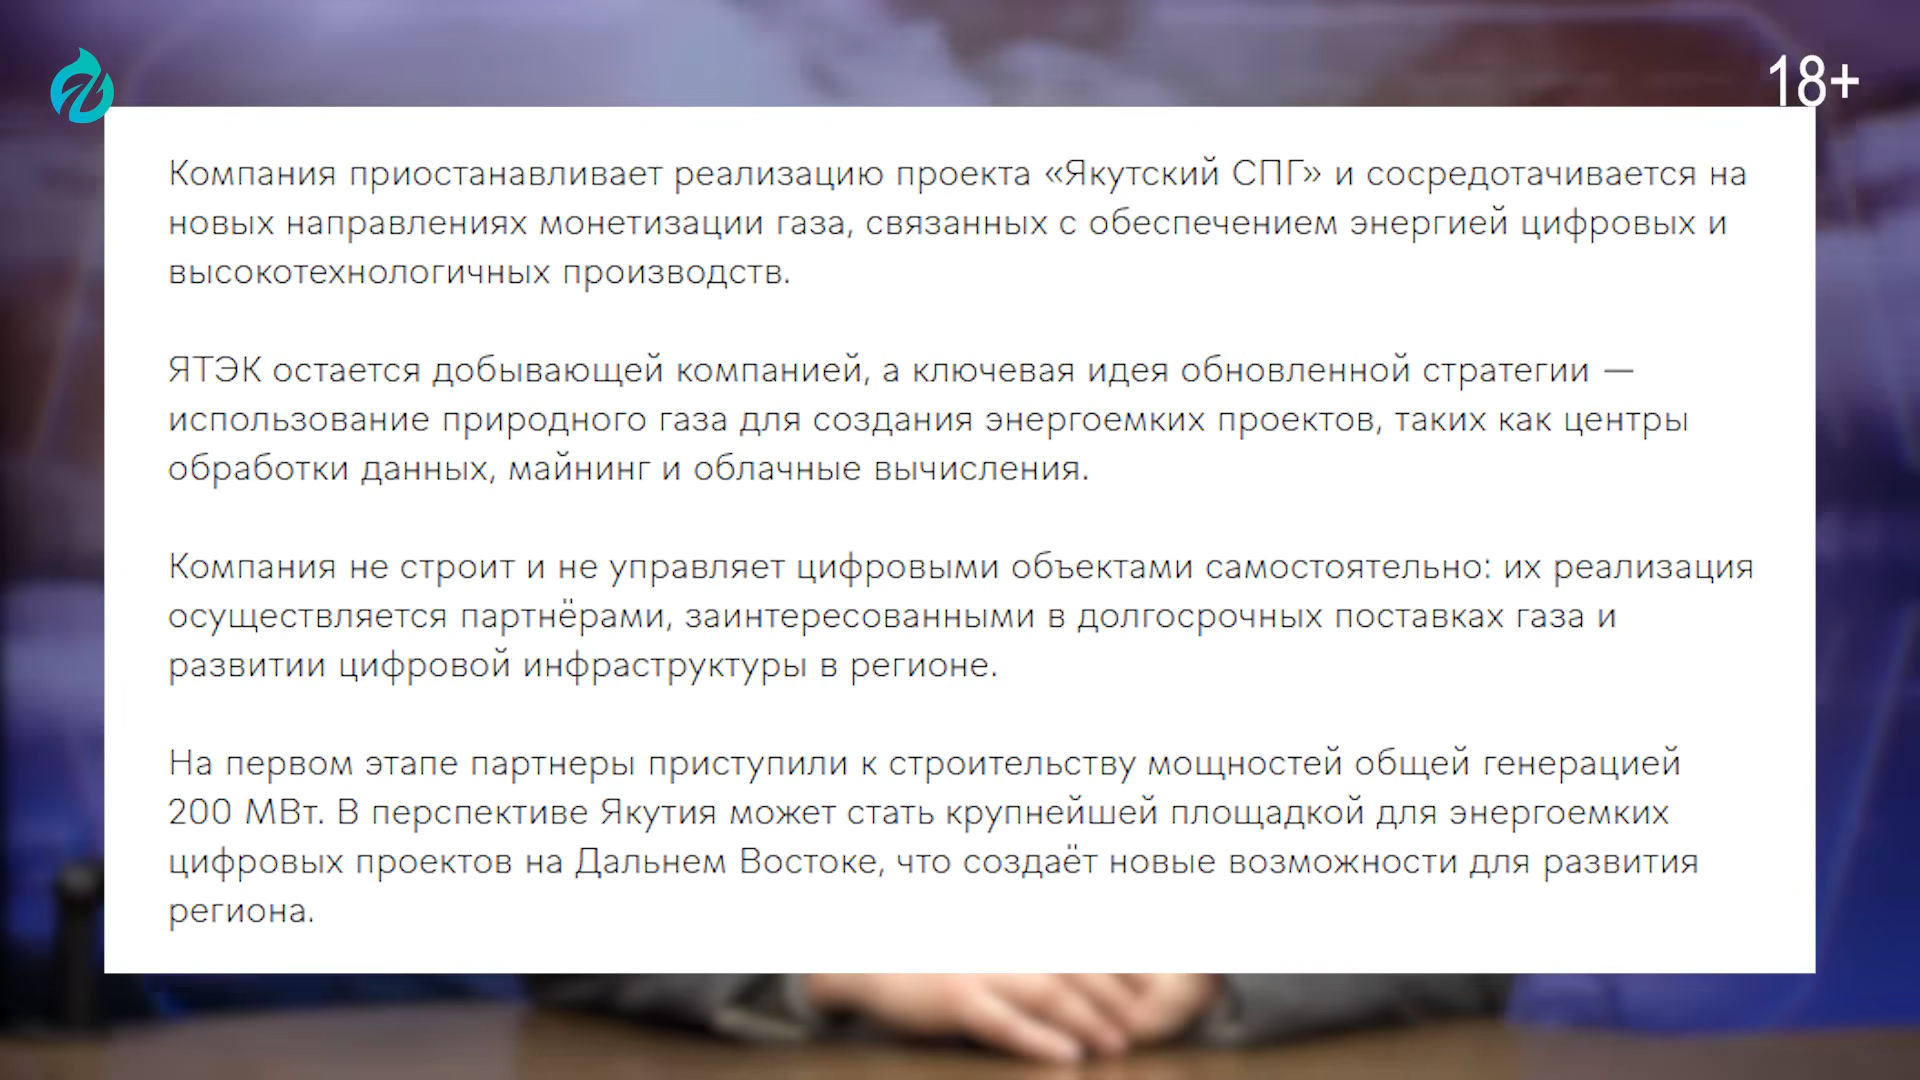 18+
Компания приостанавливает реализацию проекта «Якутский СПГ» и сосредотачивается на
новых направлениях монетизации газа, связанных с обеспечением энергией цифровых и
высокотехнологичных производств.
ЯТЭК остается добывающей компанией, а ключевая идея обновленной стратегии —
использование природного газа для создания энергоемких проектов, таких как центры
обработки данных, майнинг и облачные вычисления.
Компания не строит и не управляет цифровыми объектами самостоятельно: их реализация
осуществляется партнёрами, заинтересованными в долгосрочных поставках газа и
развитии цифровой инфраструктуры в регионе.
На первом этапе партнеры приступили к строительству мощностей общей генерацией
200 МВт. В перспективе Якутия может стать крупнейшей площадкой для энергоемких
цифровых проектов на Дальнем Востоке, что создаёт новые возможности для развития
региона.